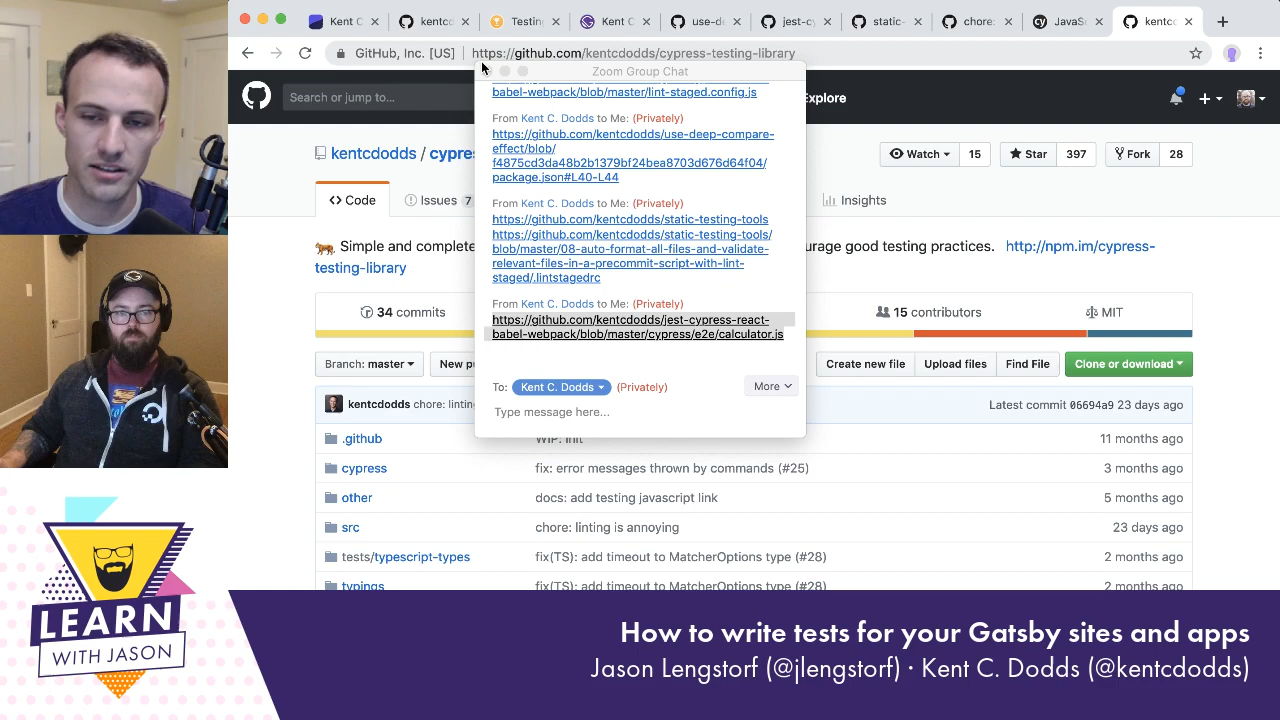 Kent C
kentcd
Testing
Kent C
use-de
jest-cy
static-
chore:
cy
JavaSc
kentcd
GitHub, Inc. [US]
https://github.com/kentcdodds/cypress-testing-library
Search or jump to...
Explore
Zoom Group Chat
babel-webpack/blob/master/lint-staged.config.js
From Kent C. Dodds to Me: (Privately)
https://github.com/kentcdodds/use-deep-compare-
effect/blob/
f4875cd3da48b2b1379bf24bea8703d676d64f04/
package.json#L40-L44
From Kent C. Dodds to Me: (Privately)
https://github.com/kentcdodds/static-testing-tools
https://github.com/kentcdodds/static-testing-tools/
blob/master/08-auto-format-all-files-and-validate-
relevant-files-in-a-precommit-script-with-lint-
staged/.lintstagedrc
From Kent C. Dodds to Me: (Privately)
https://github.com/kentcdodds/jest-cypress-react-
babel-webpack/blob/master/cypress/e2e/calculator.js
To: Kent C. Dodds (Privately)
More
Type message here...
kentcdodds / cypre
Watch 15
Star 397
Fork 28
Code
Issues 7
Insights
Simple and complete
urage good testing practices. http://npm.im/cypress-
testing-library
34 commits
15 contributors
MIT
Branch: master
New p
Create new file
Upload files
Find File
Clone or download
kentcdodds chore: linting
Latest commit 06694a9 23 days ago
.github
WIP: init
11 months ago
cypress
fix: error messages thrown by commands (#25)
3 months ago
other
docs: add testing javascript link
5 months ago
src
chore: linting is annoying
23 days ago
tests/typescript-types
fix(TS): add timeout to MatcherOptions type (#28)
2 months ago
typings
fix(TS): add timeout to MatcherOptions type (#28)
2 months ago
LEARN
WITH JASON
How to write tests for your Gatsby sites and apps
Jason Lengstorf (@jlengstorf) · Kent C. Dodds (@kentcdodds)